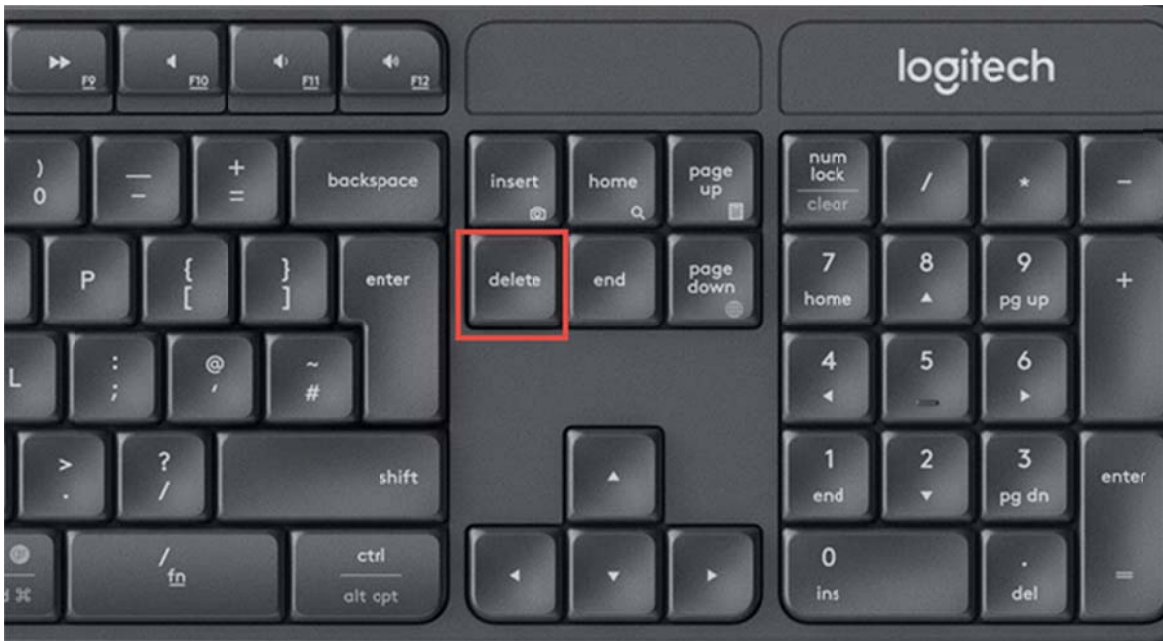 F9 F10 F11 F12
logitech
) _ + backspace insert home page up num lock / * -
0 - = clear
P { } enter delete end page down 7 8 9 +
[ ] home pg up
L : @ ~ 4 5 6
; ' #
> ? shift 1 2 3 enter
. / end pg dn
/ ctrl 0 . =
fn alt opt ins del